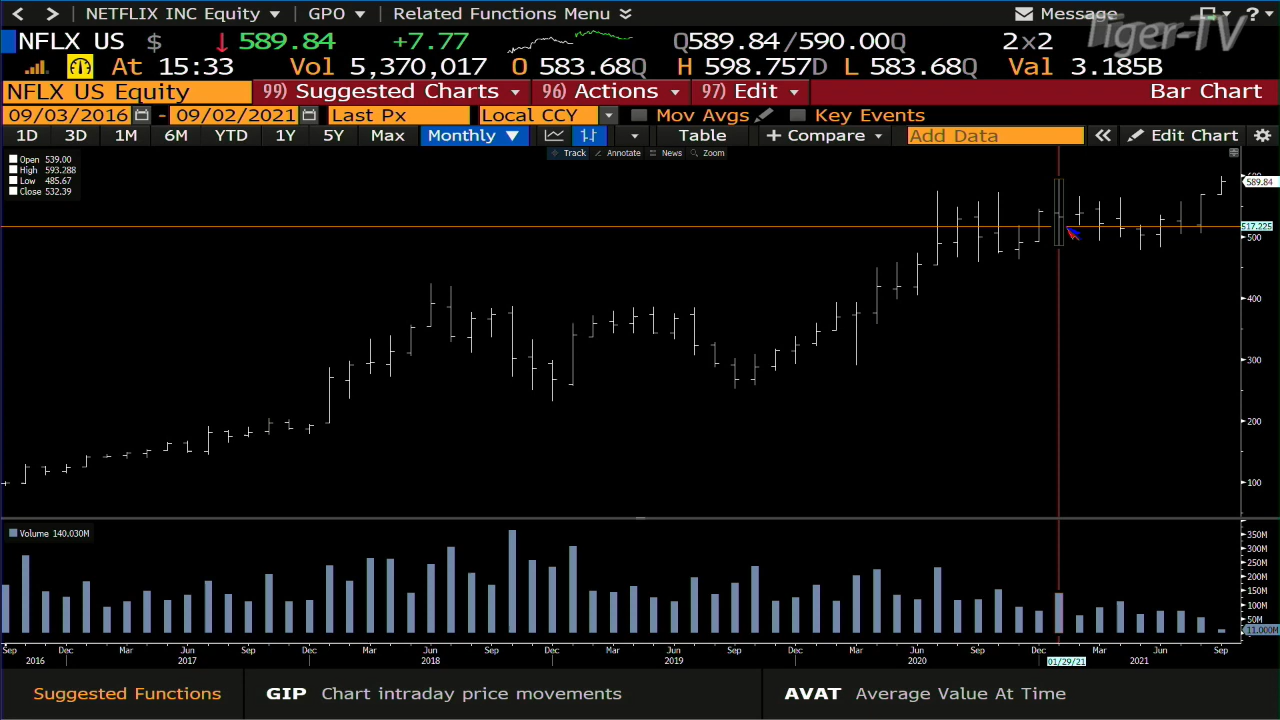 NETFLIX INC Equity GPO Related Functions Menu Message ?
Tiger-TV
NFLX US $ ↓ 589.84 +7.77 Q589.84/590.00Q 2×2
At 15:33 Vol 5,370,017 O 583.68Q H 598.757D L 583.68Q Val 3.185B
NFLX US Equity 99) Suggested Charts 96) Actions 97) Edit Bar Chart
09/03/2016 - 09/02/2021 Last Px Local CCY Mov Avgs Key Events
1D 3D 1M 6M YTD 1Y 5Y Max Monthly ▼ Table + Compare Add Data « Edit Chart
Track Annotate News Zoom
Open 539.00
High 593.288
Low 485.67
Close 532.39
600
589.84
517.225
500
400
300
200
100
Volume 140.030M
350M
300M
250M
200M
150M
100M
50M
11.000M
Sep Dec Mar Jun Sep Dec Mar Jun Sep Dec Mar Jun Sep Dec Mar Jun Sep Dec Mar Jun Sep
2016 2017 2018 2019 2020 01/29/21 2021
Suggested Functions GIP Chart intraday price movements AVAT Average Value At Time